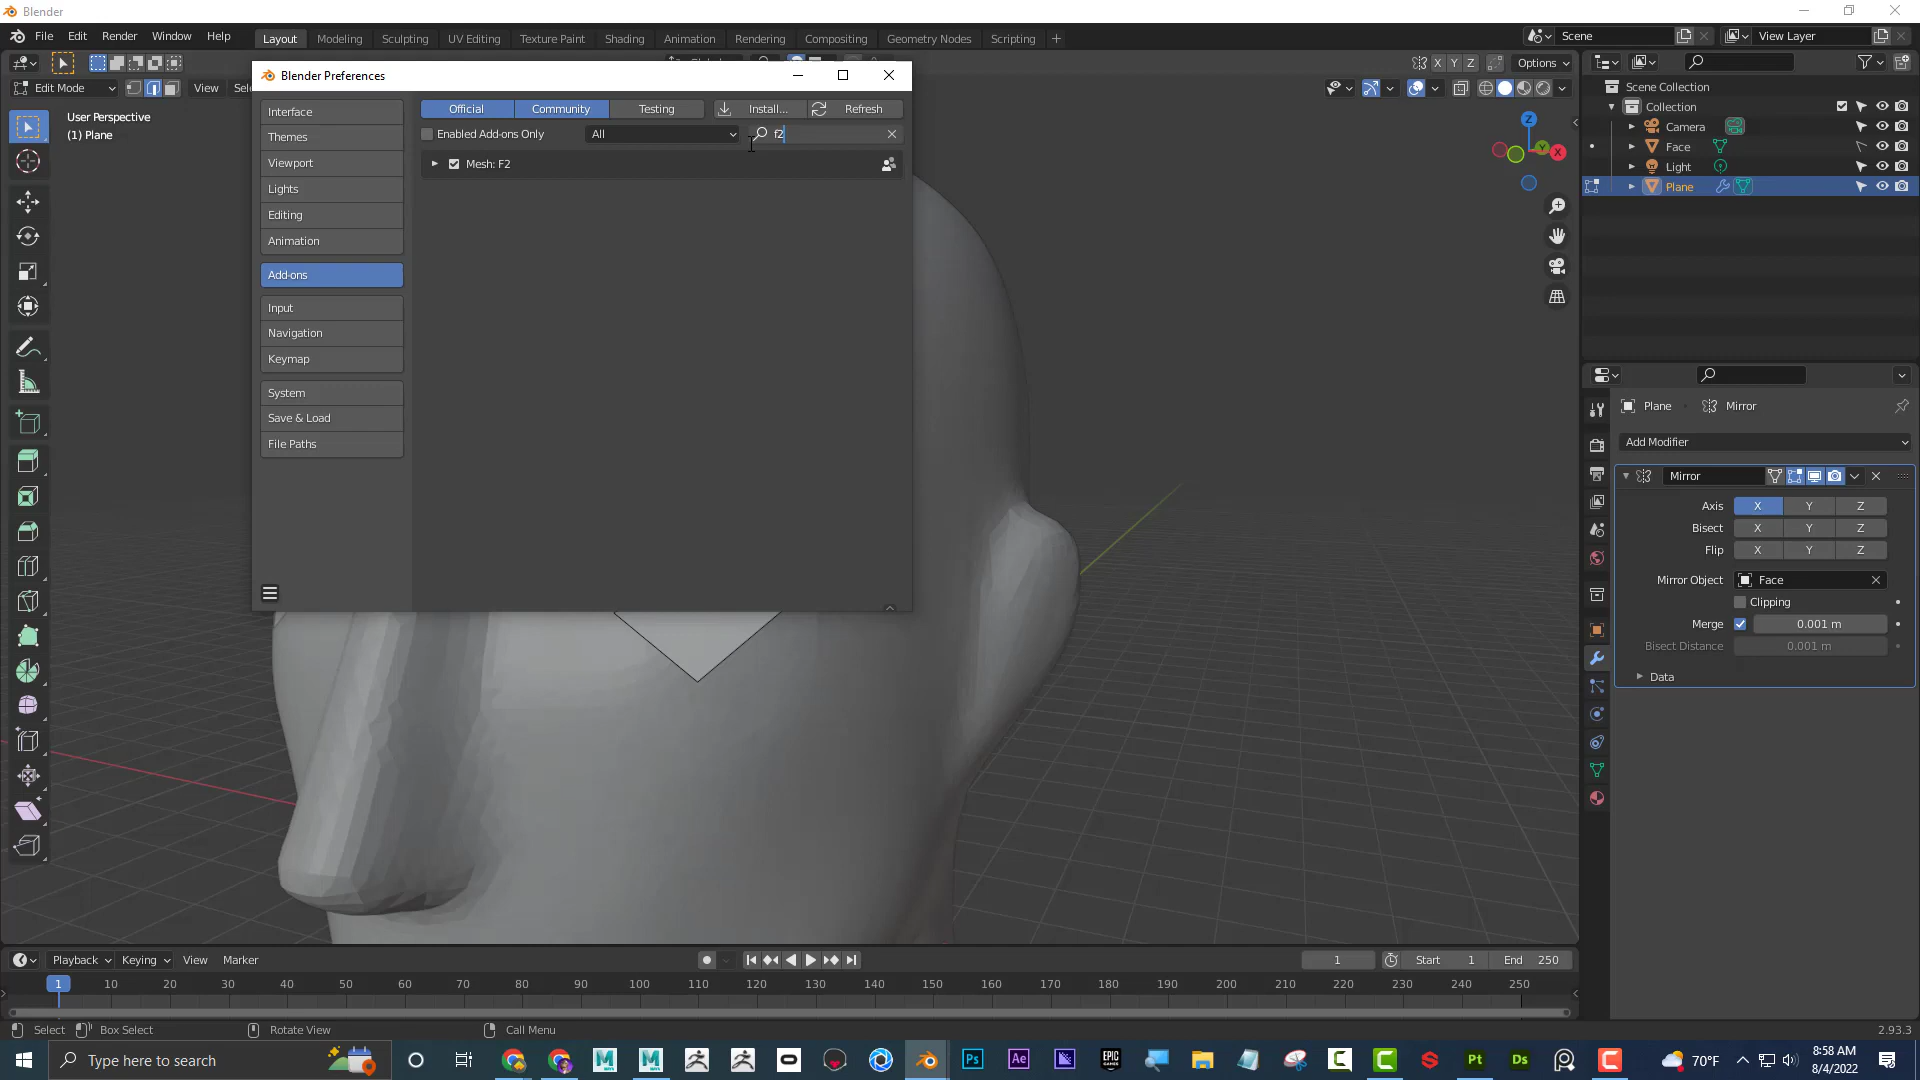 Blender
File Edit Render Window Help Layout Modeling Sculpting UV Editing Texture Paint Shading Animation Rendering Compositing Geometry Nodes Scripting + Scene View Layer
X Y Z Options
Edit Mode View
User Perspective
(1) Plane
Blender Preferences
Interface
Themes
Viewport
Lights
Editing
Animation
Add-ons
Input
Navigation
Keymap
System
Save & Load
File Paths
Official Community Testing Install... Refresh
Enabled Add-ons Only All f2
Mesh: F2
Z
Y
X
Scene Collection
Collection
Camera
Face
Light
Plane
Plane Mirror
Add Modifier
Mirror
Axis X Y Z
Bisect X Y Z
Flip X Y Z
Mirror Object Face
Clipping
Merge 0.001 m
Bisect Distance 0.001 m
Data
Playback Keying View Marker 1 Start 1 End 250
1 10 20 30 40 50 60 70 80 90 100 110 120 130 140 150 160 170 180 190 200 210 220 230 240 250
Select Box Select Rotate View Call Menu 2.93.3
Type here to search Ps Ae EPIC GAMES Pt Ds 70°F
8:58 AM
8/4/2022